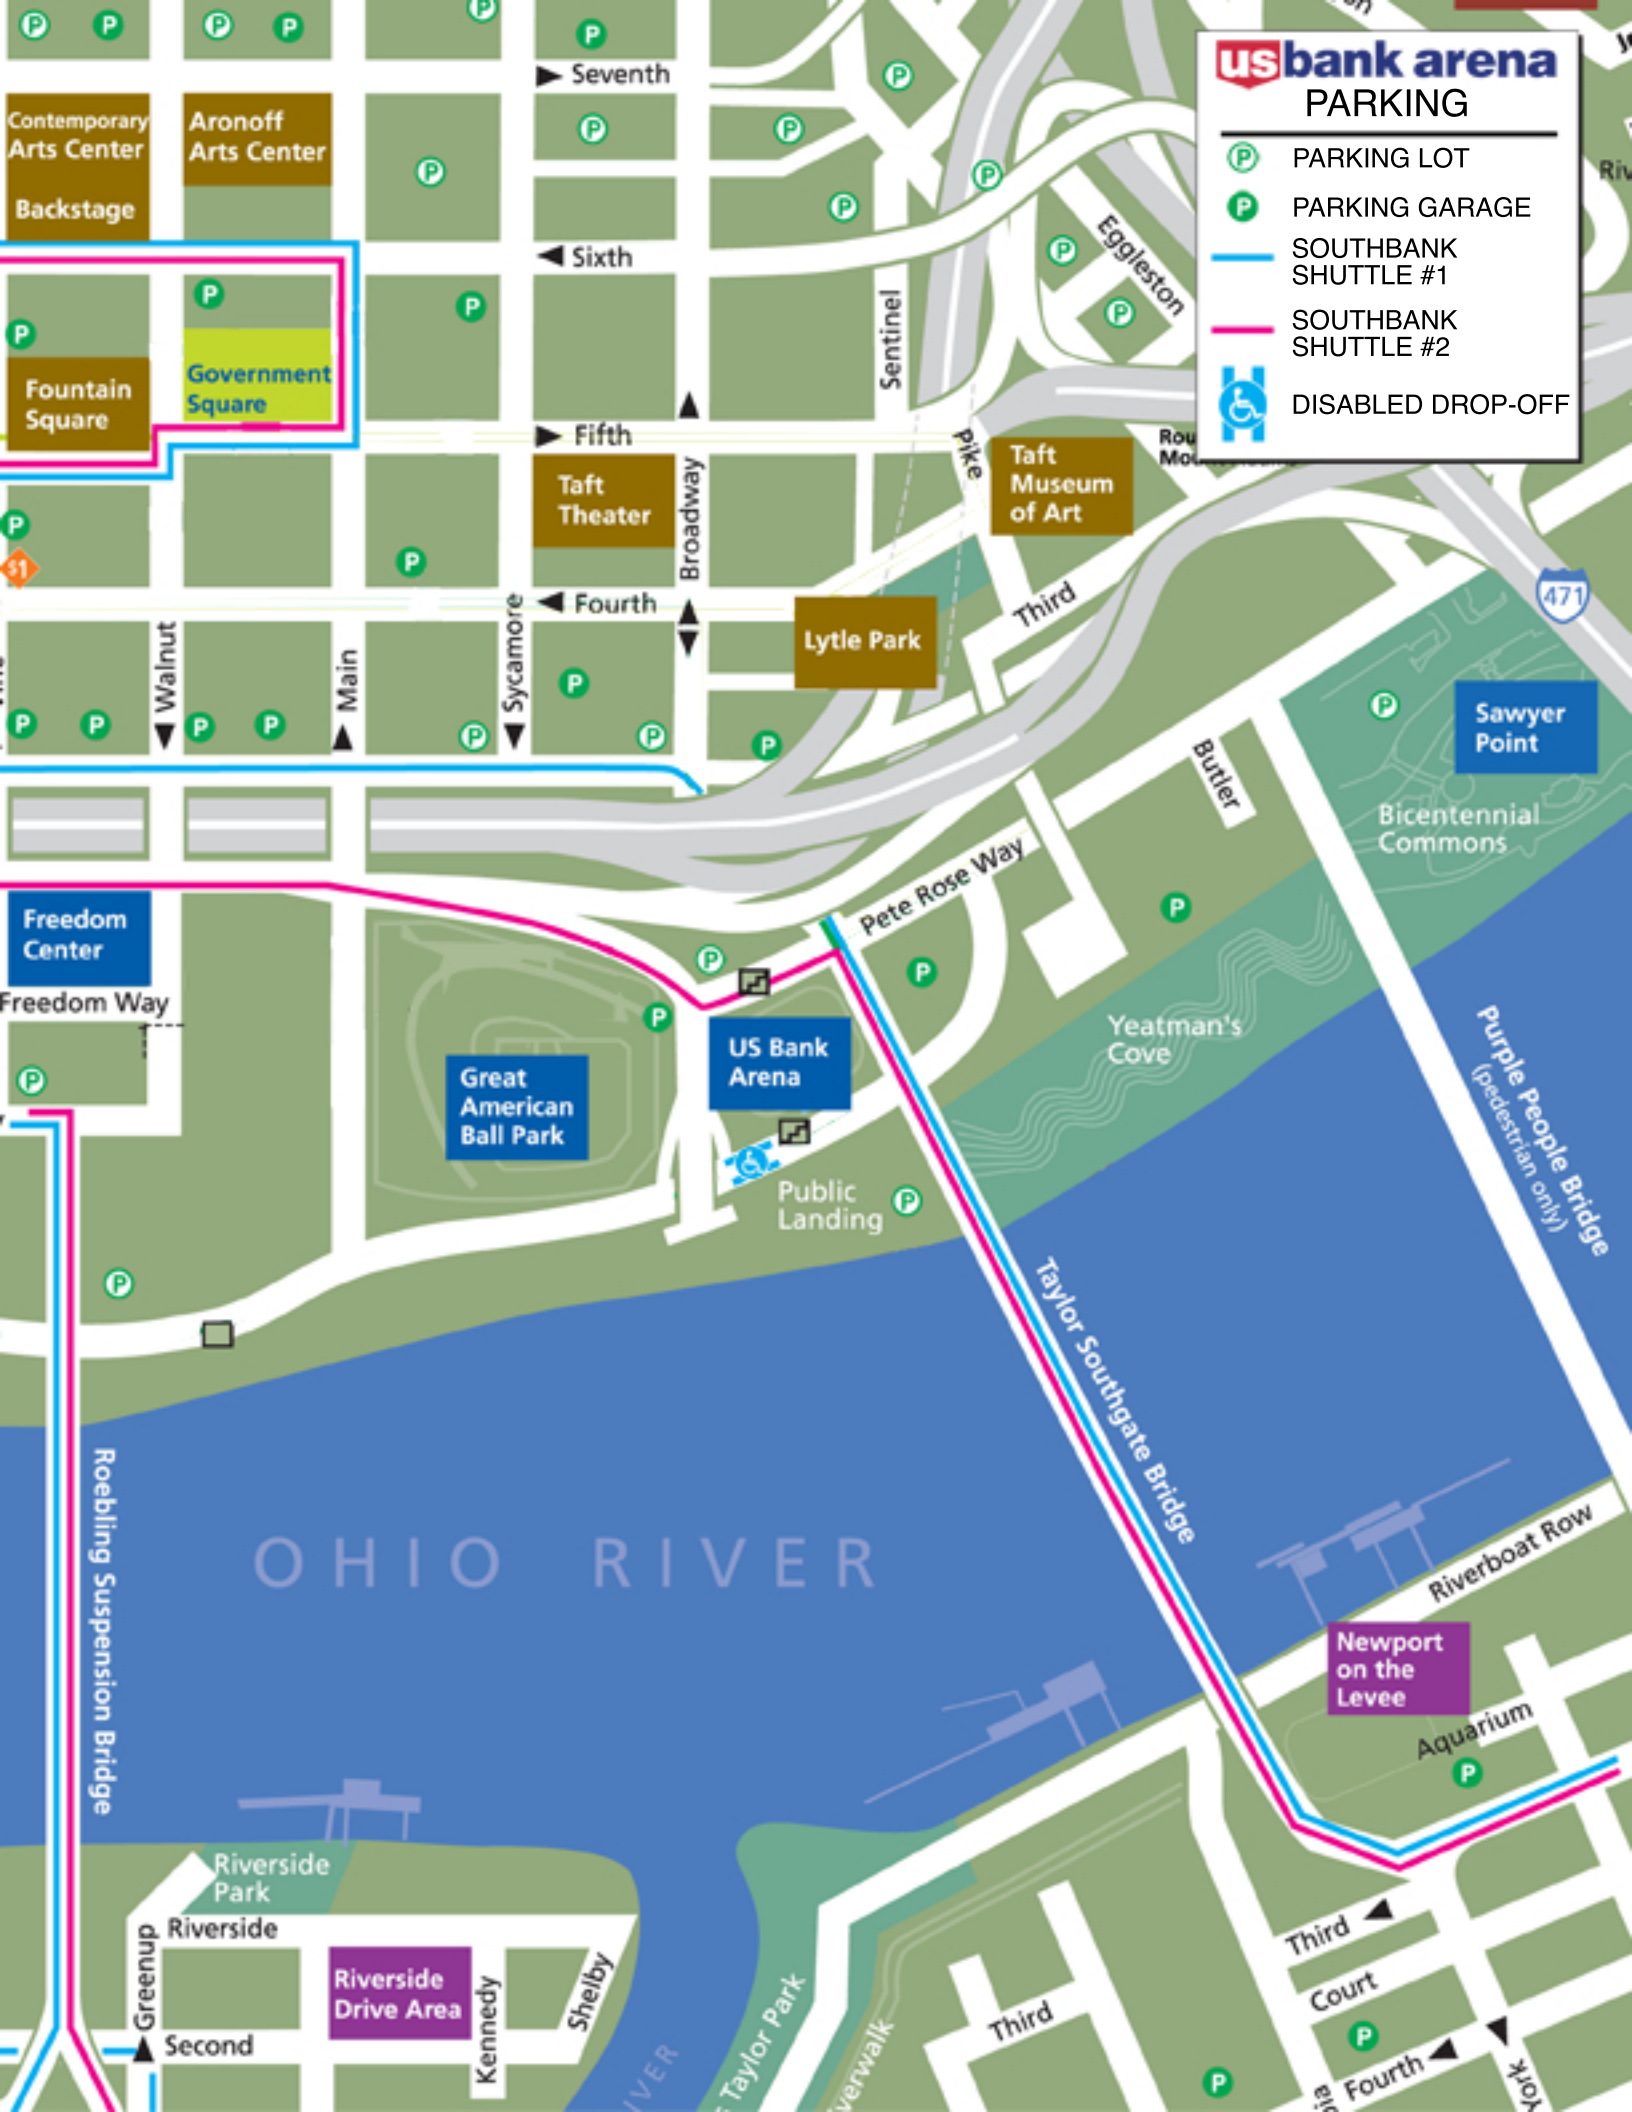 us bank arena
PARKING
P PARKING LOT
P PARKING GARAGE
SOUTHBANK
SHUTTLE #1
SOUTHBANK
SHUTTLE #2
DISABLED DROP-OFF
Seventh
Contemporary
Arts Center
Backstage
Aronoff
Arts Center
Sixth
Eggleston
Sentinel
Fountain
Square
Government
Square
Fifth
Pike
Taft
Museum
of Art
Taft
Theater
Broadway
$1
Fourth
Third
Lytle Park
471
Walnut
Main
Sycamore
Sawyer
Point
Butler
Bicentennial
Commons
Pete Rose Way
Freedom
Center
Freedom Way
Great
American
Ball Park
US Bank
Arena
Yeatman's
Cove
Purple People Bridge
(pedestrian only)
Public
Landing
Taylor Southgate Bridge
Roebling Suspension Bridge
OHIO RIVER
Riverboat Row
Newport
on the
Levee
Aquarium
Riverside
Park
Riverside
Greenup
Riverside
Drive Area
Kennedy
Shelby
Second
Taylor Park
Third
Third
Court
Fourth
York